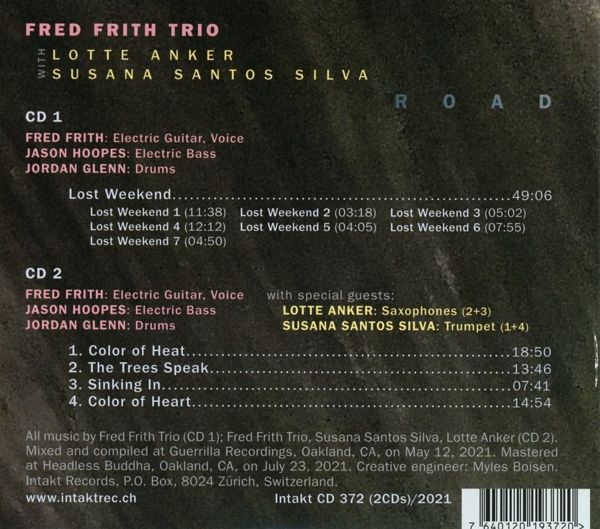 FRED FRITH TRIO
WITH LOTTE ANKER
SUSANA SANTOS SILVA
ROAD
CD 1
FRED FRITH: Electric Guitar, Voice
JASON HOOPES: Electric Bass
JORDAN GLENN: Drums
Lost Weekend........................................................49:06
Lost Weekend 1 (11:38) Lost Weekend 2 (03:18) Lost Weekend 3 (05:02)
Lost Weekend 4 (12:12) Lost Weekend 5 (04:05) Lost Weekend 6 (07:55)
Lost Weekend 7 (04:50)
CD 2
FRED FRITH: Electric Guitar, Voice with special guests:
JASON HOOPES: Electric Bass LOTTE ANKER: Saxophones (2+3)
JORDAN GLENN: Drums SUSANA SANTOS SILVA: Trumpet (1+4)
1. Color of Heat........................................................18:50
2. The Trees Speak...................................................13:46
3. Sinking In.............................................................07:41
4. Color of Heart.......................................................14:54
All music by Fred Frith Trio (CD 1); Fred Frith Trio, Susana Santos Silva, Lotte Anker (CD 2).
Mixed and compiled at Guerrilla Recordings, Oakland, CA, on May 12, 2021. Mastered
at Headless Buddha, Oakland, CA, on July 23, 2021. Creative engineer: Myles Boisen.
Intakt Records, P.O. Box, 8024 Zürich, Switzerland.
www.intaktrec.ch Intakt CD 372 (2CDs)/2021
7 640120 193720 >